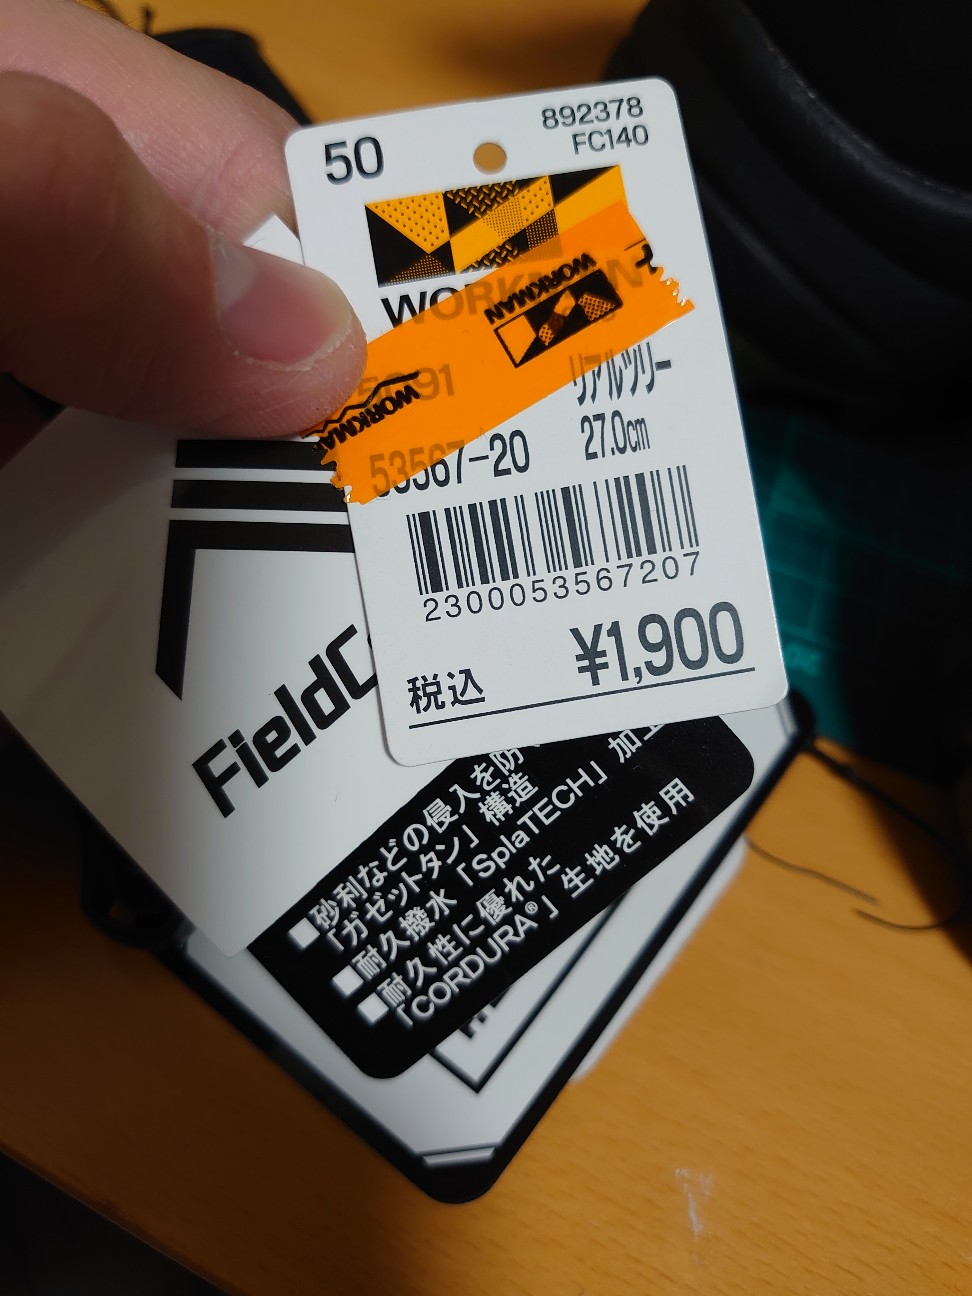 50
892378
FC140
WORKMAN
WORKMAN
WORKMAN
リアルツリー
53567-20
27.0cm
2300053567207
¥1,900
税込
FieldC
■砂利などの侵入を防
「ガゼットタン」構造
■耐久撥水「SplaTECH」加工
■耐久性に優れた
「CORDURA®」生地を使用